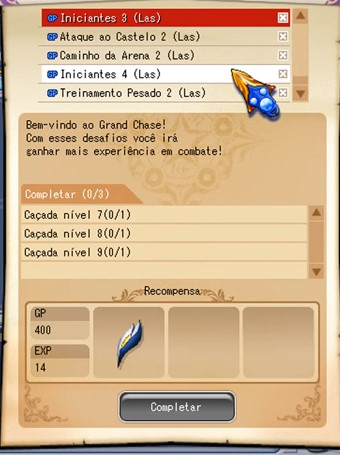 GP Iniciantes 3 (Las)
GP Ataque ao Castelo 2 (Las)
GP Caminho da Arena 2 (Las)
GP Iniciantes 4 (Las)
GP Treinamento Pesado 2 (Las)
Bem-vindo ao Grand Chase!
Com esses desafios você irá
ganhar mais experiência em combate!
Completar (0/3)
Caçada nível 7(0/1)
Caçada nível 8(0/1)
Caçada nível 9(0/1)
Recompensa
GP
400
EXP
14
Completar